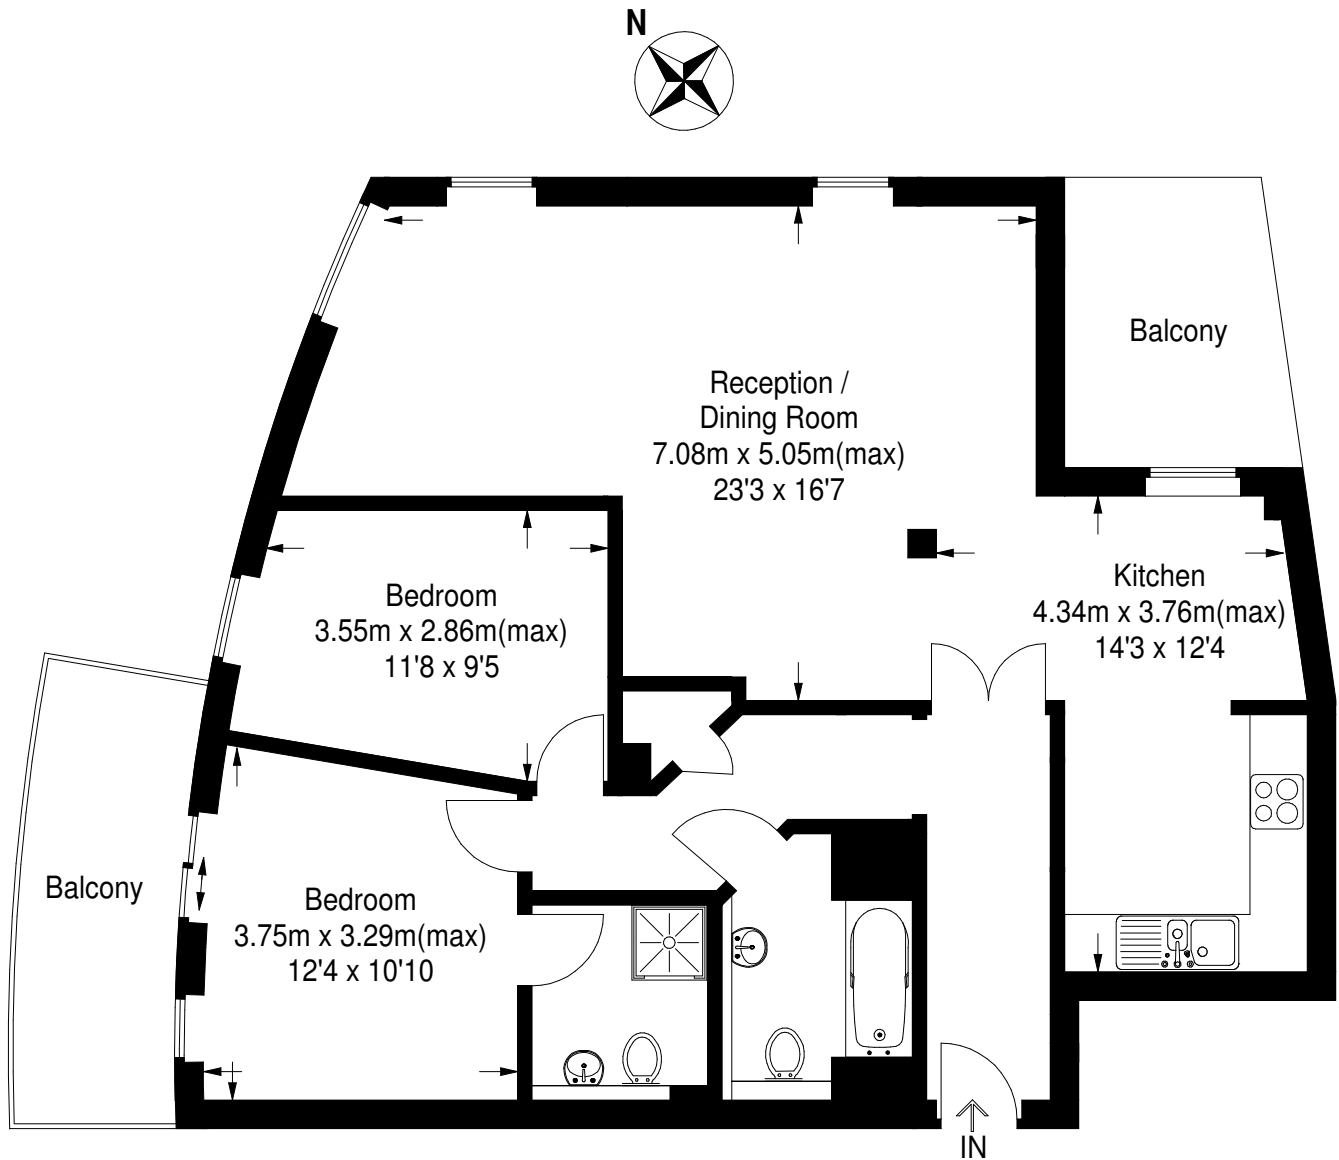 N
Balcony
Reception /
Dining Room
7.08m x 5.05m(max)
23'3 x 16'7
Kitchen
4.34m x 3.76m(max)
14'3 x 12'4
Bedroom
3.55m x 2.86m(max)
11'8 x 9'5
Balcony
Bedroom
3.75m x 3.29m(max)
12'4 x 10'10
IN